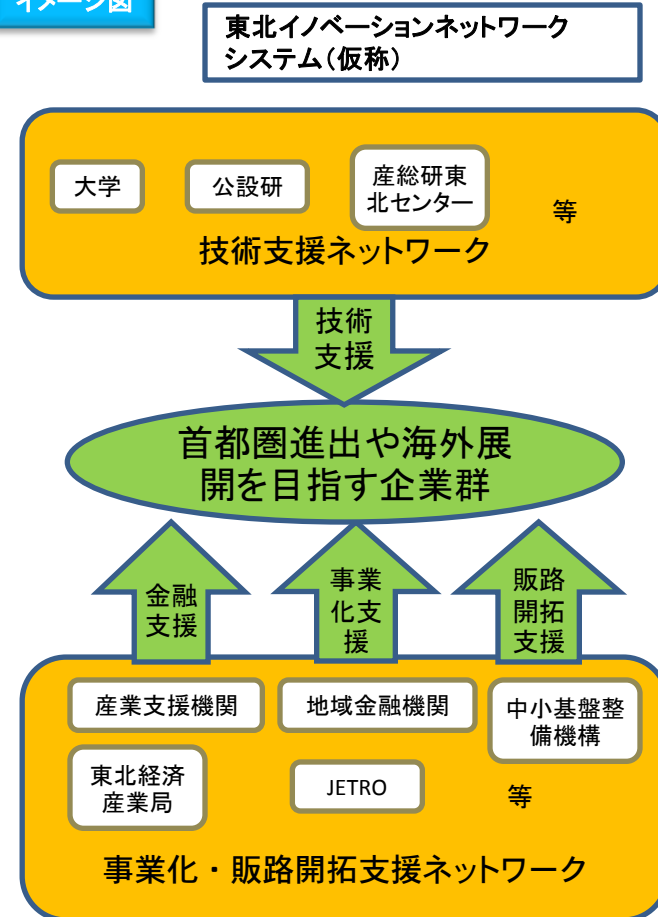 イメージ図
東北イノベーションネットワーク
システム(仮称)
大学
公設研
産総研東
北センター
等
技術支援ネットワーク
技術
支援
首都圏進出や海外展
開を目指す企業群
金融
支援
事業
化支
援
販路
開拓
支援
産業支援機関
地域金融機関
中小基盤整
備機構
東北経済
産業局
JETRO
等
事業化・販路開拓支援ネットワーク